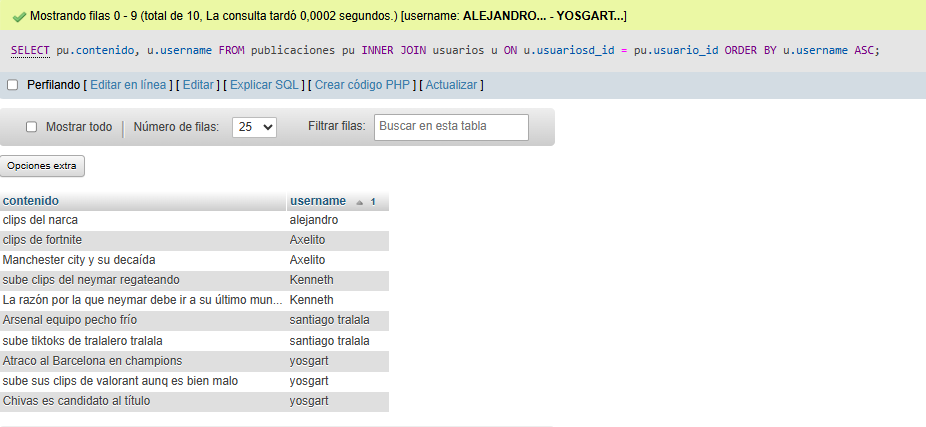 Mostrando filas 0 - 9 (total de 10, La consulta tardó 0,0002 segundos.) [username: ALEJANDRO... - YOSGART...]
SELECT pu.contenido, u.username FROM publicaciones pu INNER JOIN usuarios u ON u.usuariosd_id = pu.usuario_id ORDER BY u.username ASC;
Perfilando [ Editar en línea ] [ Editar ] [ Explicar SQL ] [ Crear código PHP ] [ Actualizar ]
Mostrar todo | Número de filas: 25 Filtrar filas: Buscar en esta tabla
Opciones extra
contenido username 1
clips del narca alejandro
clips de fortnite Axelito
Manchester city y su decaída Axelito
sube clips del neymar regateando Kenneth
La razón por la que neymar debe ir a su último mun... Kenneth
Arsenal equipo pecho frío santiago tralala
sube tiktoks de tralalero tralala santiago tralala
Atraco al Barcelona en champions yosgart
sube sus clips de valorant aunq es bien malo yosgart
Chivas es candidato al título yosgart